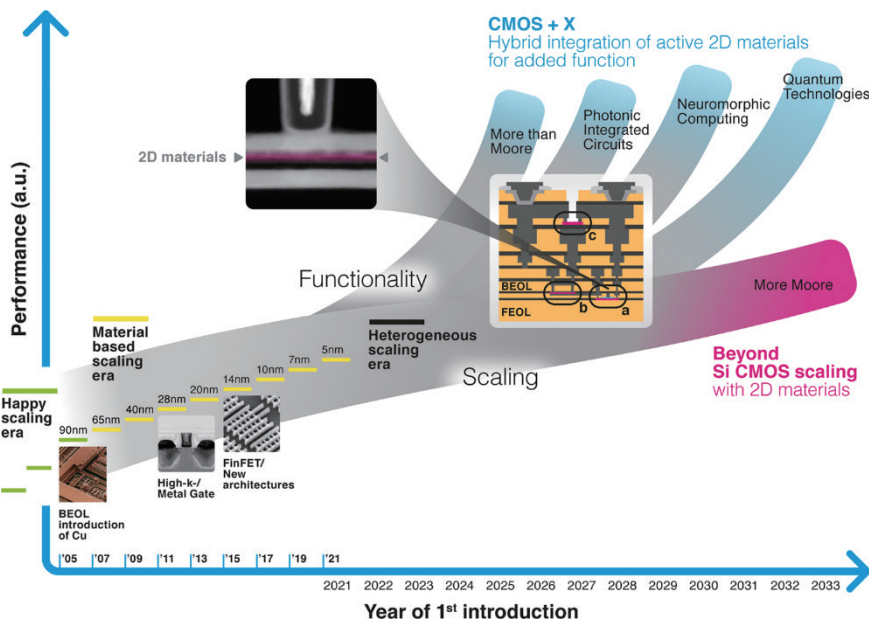 CMOS + X
Hybrid integration of active 2D materials
for added function
Quantum
Technologies
Neuromorphic
Computing
Photonic
Integrated
Circuits
More than
Moore
2D materials
Performance (a.u.)
c
BEOL
FEOL
b
a
Functionality
More Moore
Material
based
scaling
era
Heterogeneous
scaling
era
Beyond
Si CMOS scaling
with 2D materials
Scaling
Happy
scaling
era
90nm
65nm
40nm
28nm
20nm
14nm
10nm
7nm
5nm
BEOL
introduction
of Cu
High-k-/
Metal Gate
FinFET/
New
architectures
'05 '07 '09 '11 '13 '15 '17 '19 '21
2021 2022 2023 2024 2025 2026 2027 2028 2029 2030 2031 2032 2033
Year of 1st introduction